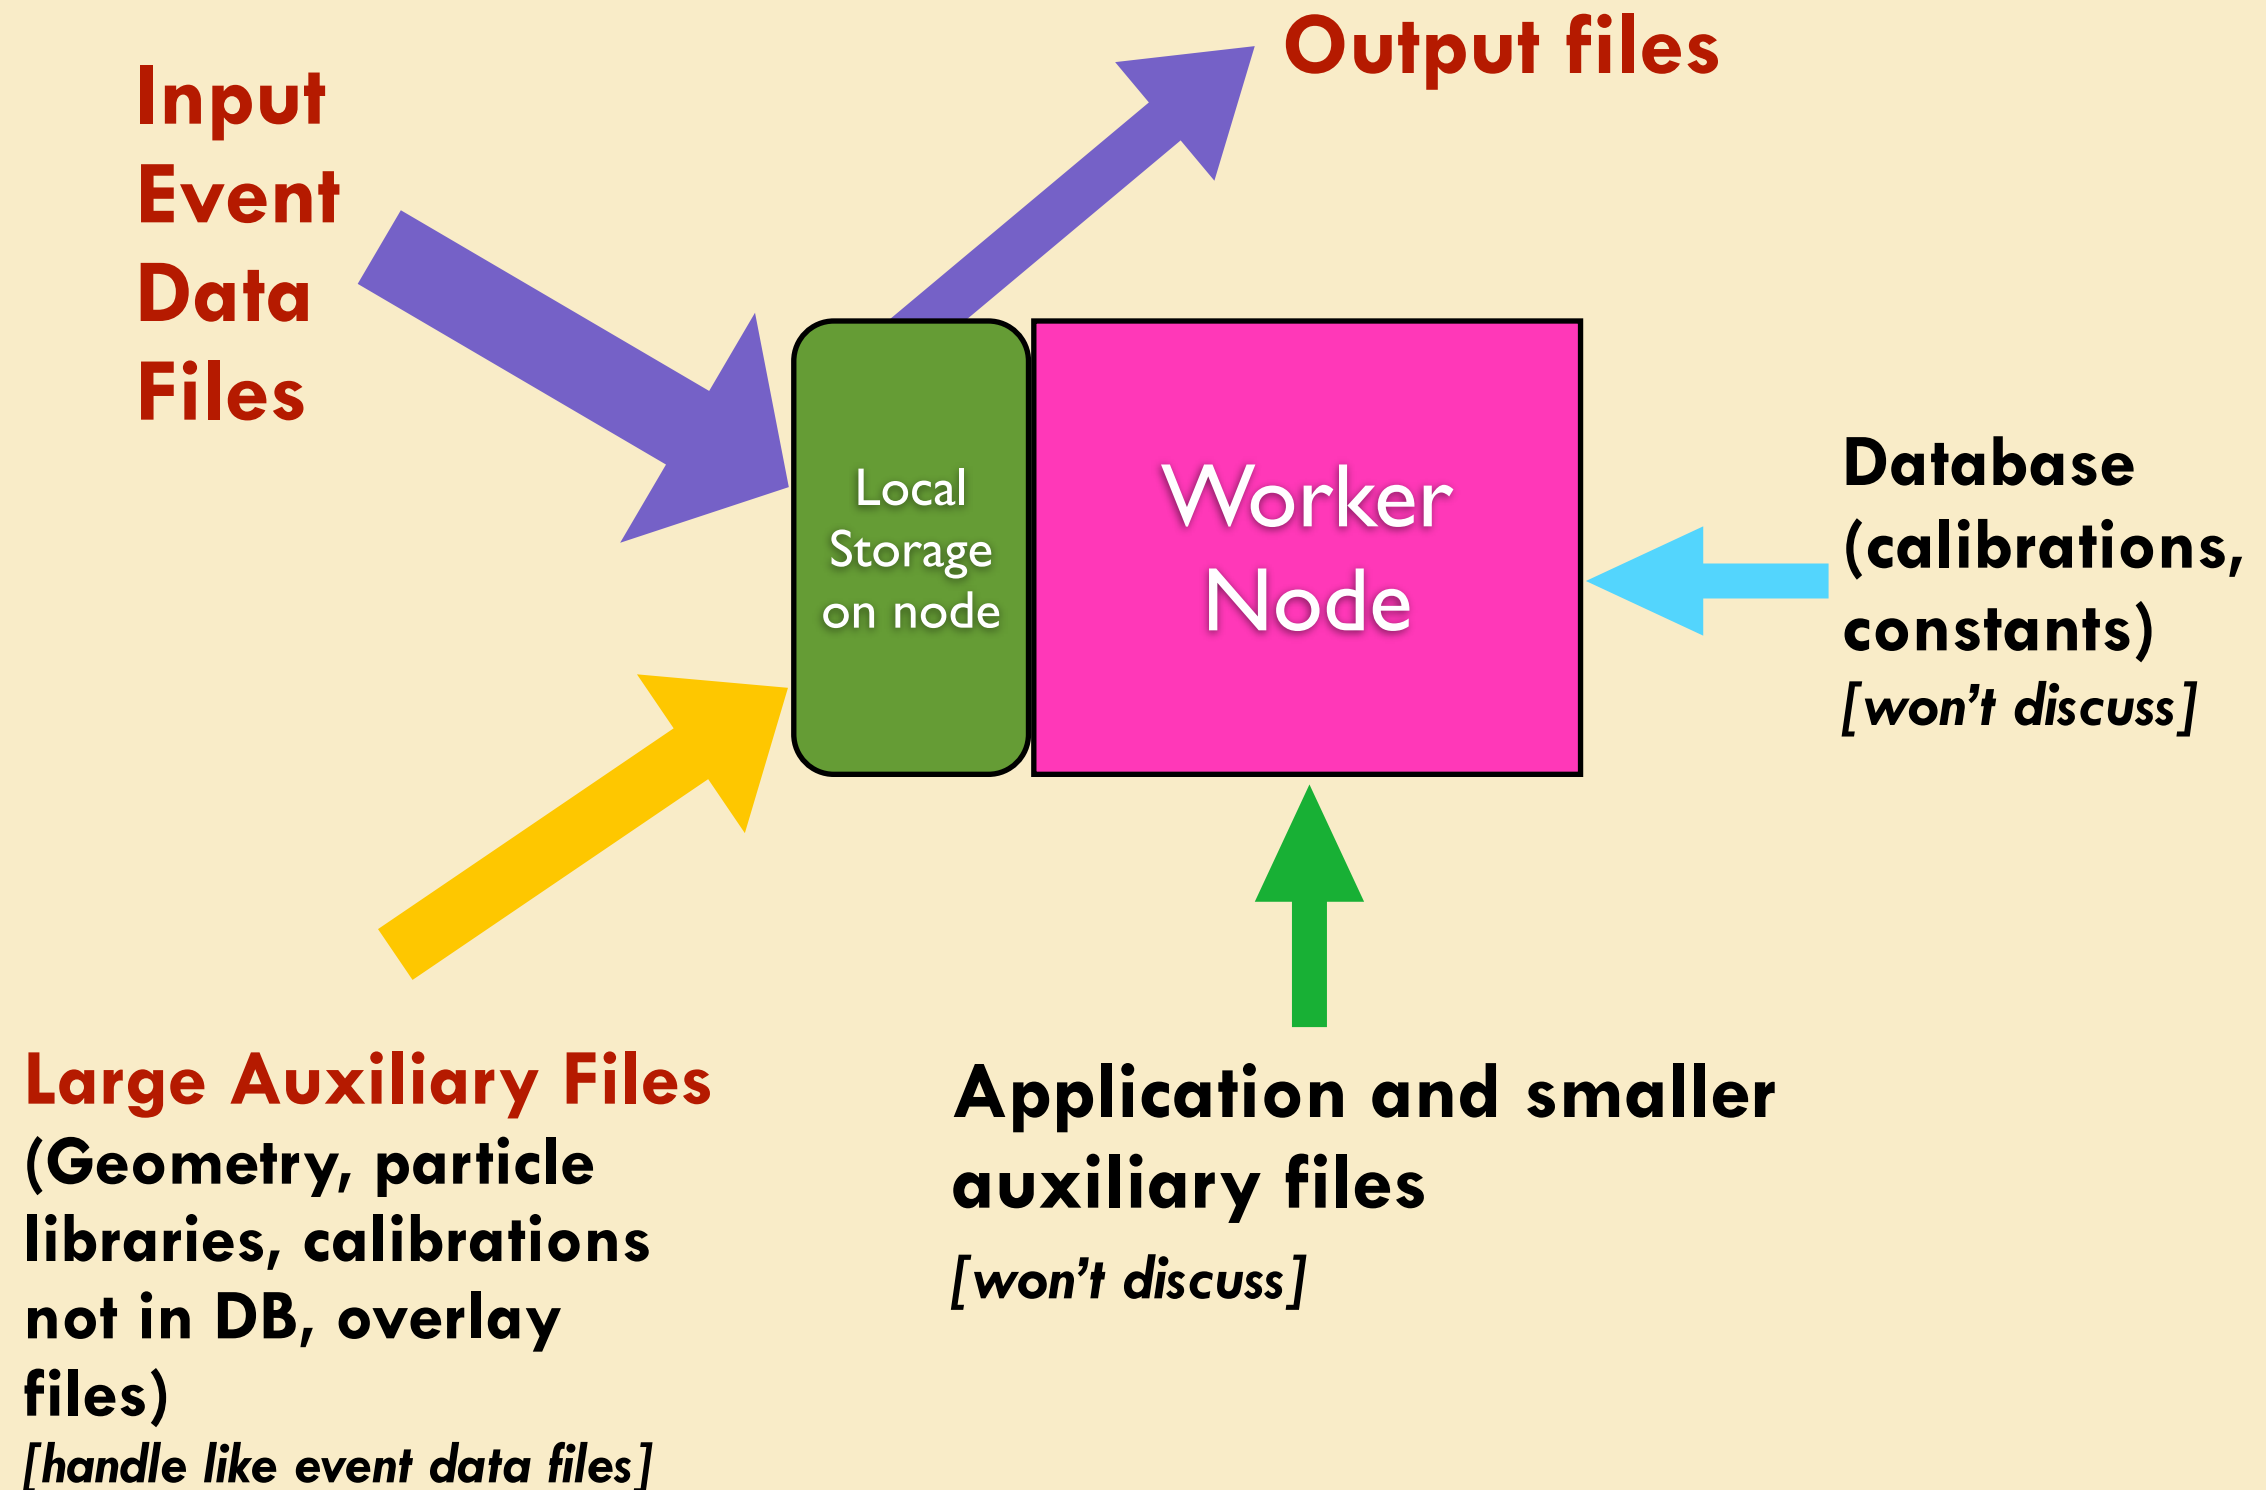 Output files
Input
Event
Data
Files
Local
Storage
on node
Worker
Node
Database
(calibrations,
constants)
[won’t discuss]
Large Auxiliary Files
(Geometry, particle
libraries, calibrations
not in DB, overlay
files)
[handle like event data files]
Application and smaller
auxiliary files
[won’t discuss]